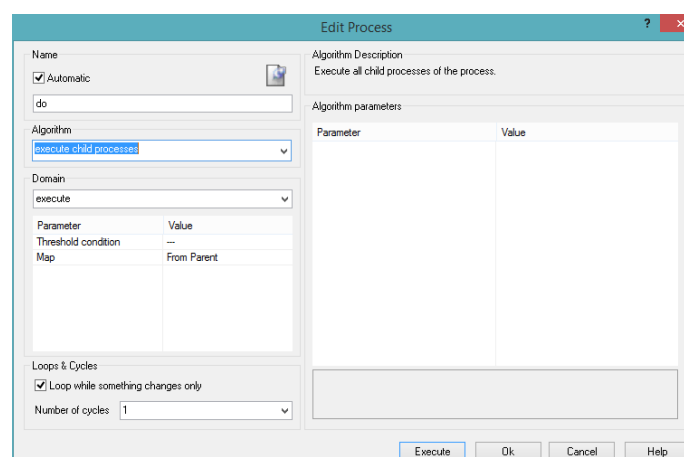 Edit Process
?
Name
Automatic
do
Algorithm
execute child processes
Domain
execute
Parameter Value
Threshold condition ---
Map From Parent
Loops & Cycles
Loop while something changes only
Number of cycles 1
Algorithm Description
Execute all child processes of the process.
Algorithm parameters
Parameter Value
Execute Ok Cancel Help